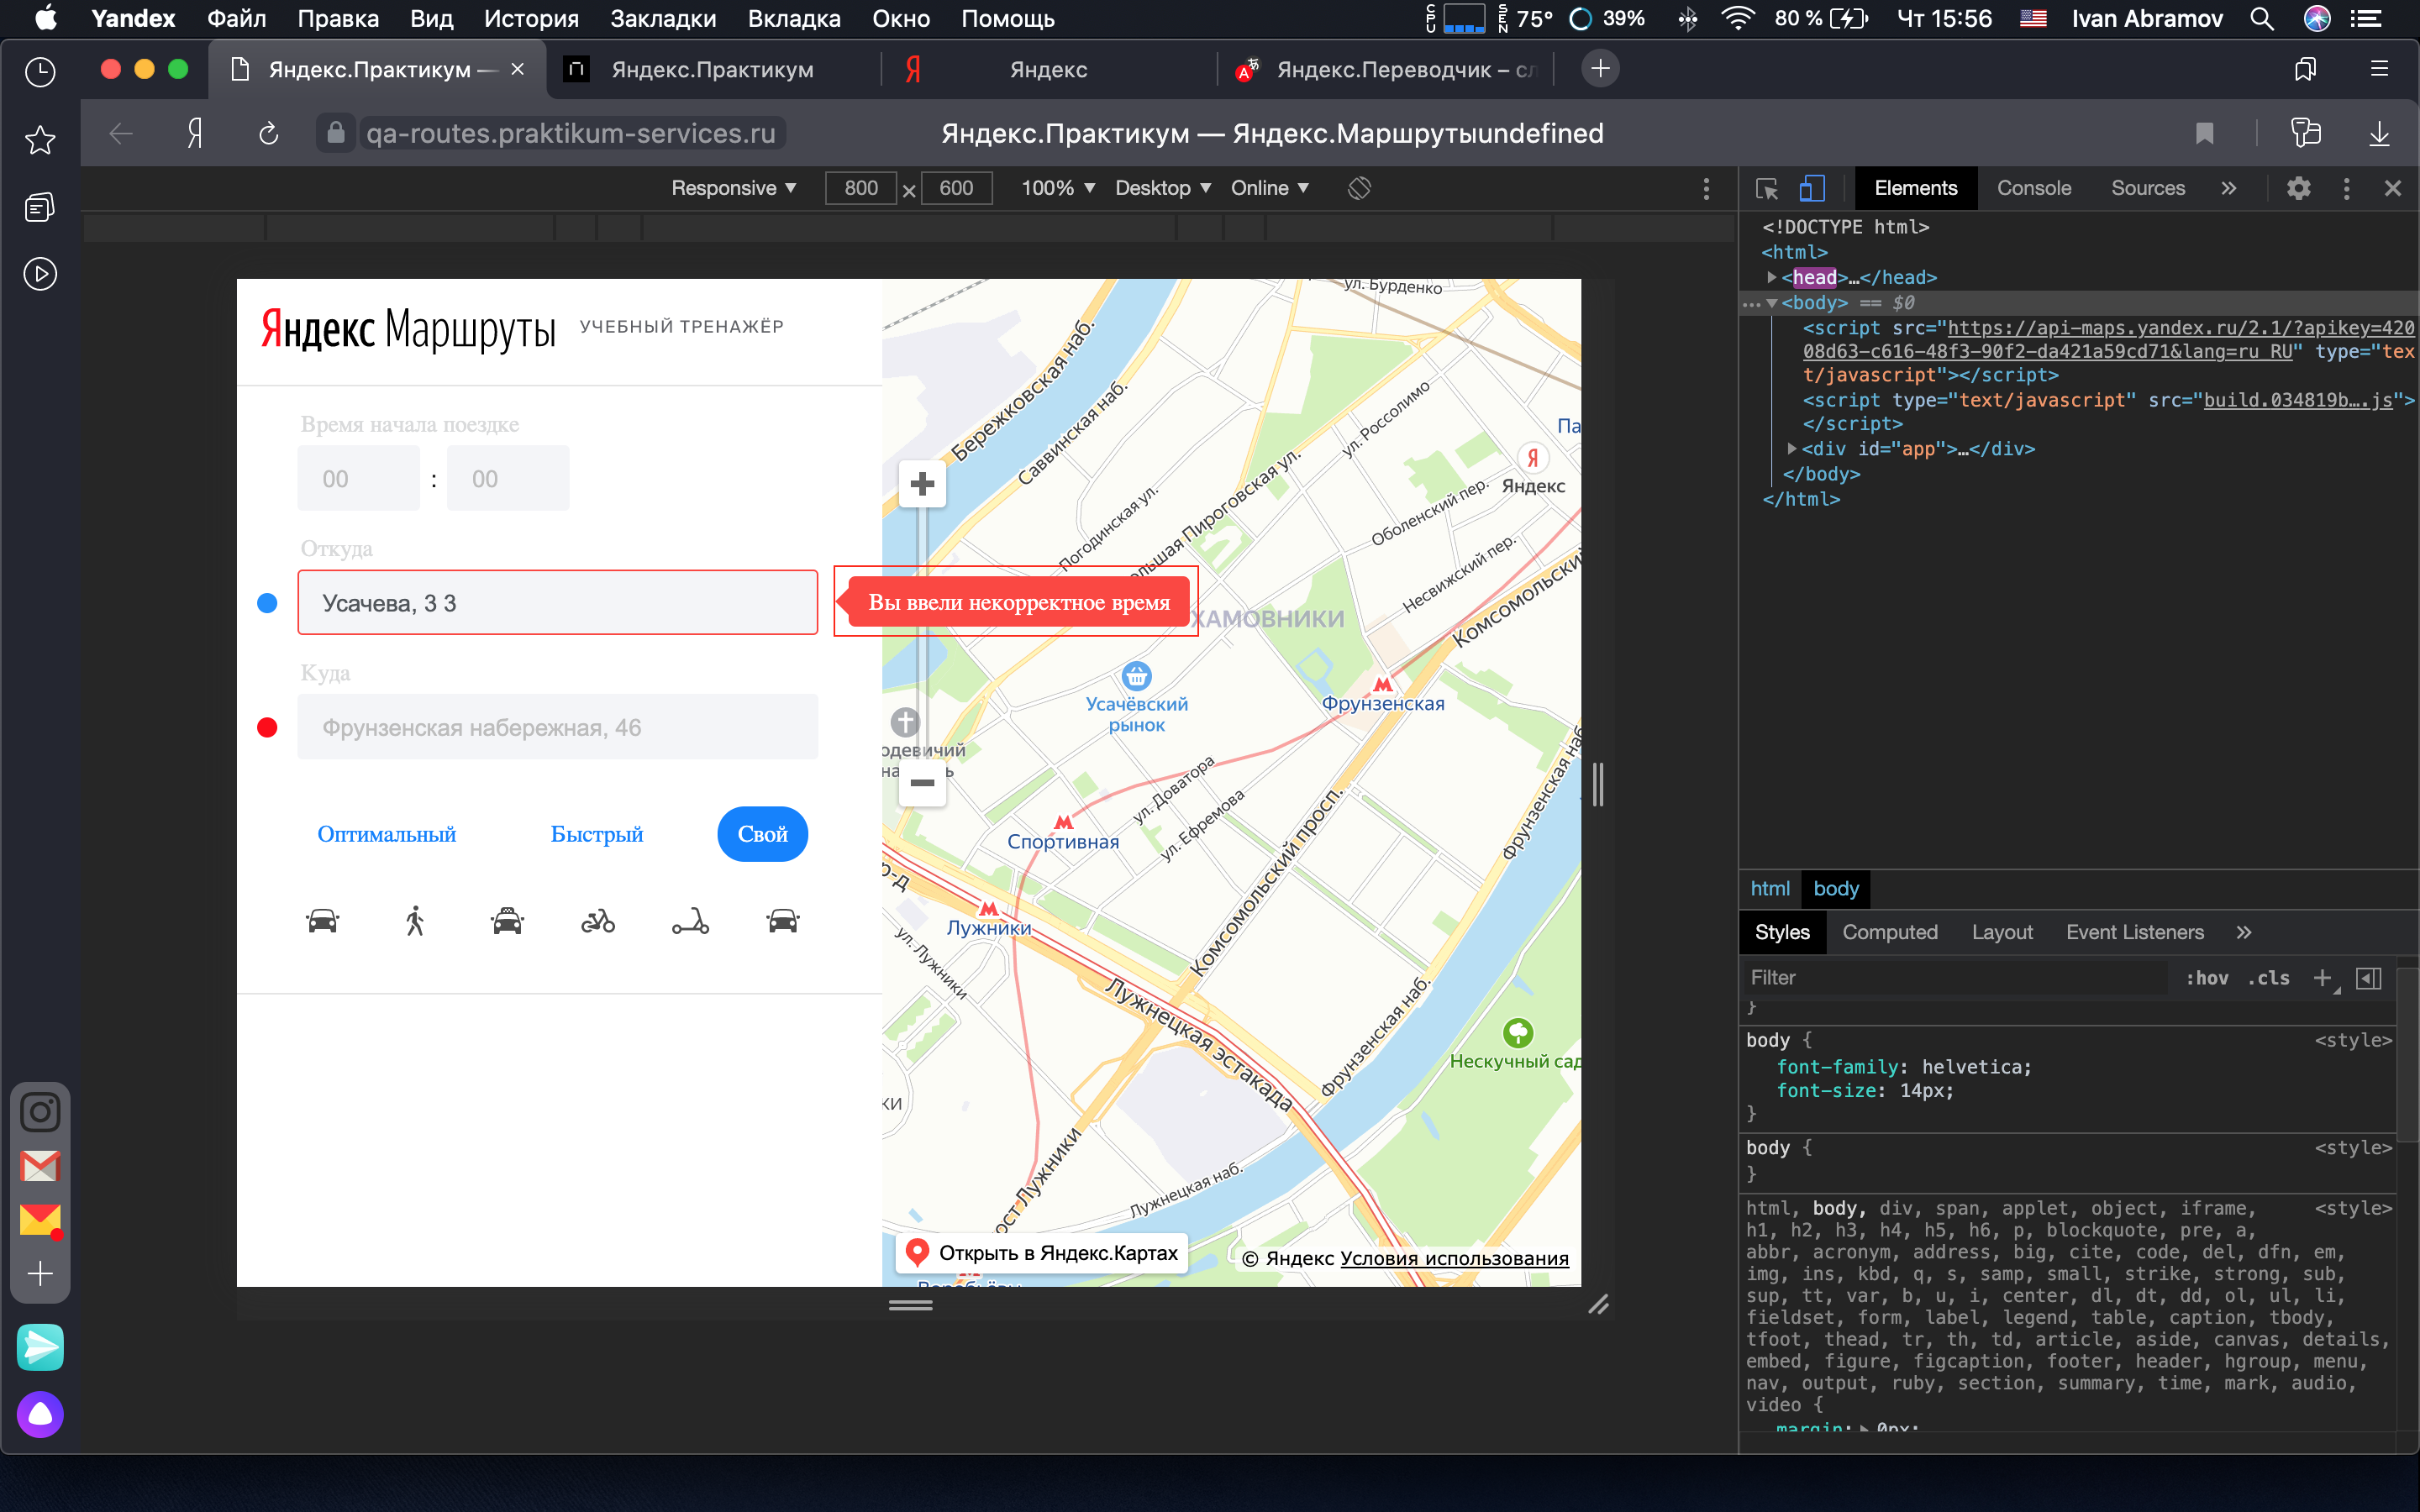 Yandex Файл Правка Вид История Закладки Вкладка Окно Помощь CPU SEN 75° 39% 80 % Чт 15:56 Ivan Abramov
Яндекс.Практикум — Яндекс.Практикум Яндекс Яндекс.Переводчик – сл
qa-routes.praktikum-services.ru Яндекс.Практикум — Яндекс.Маршрутыundefined
Responsive 800 × 600 100% Desktop Online
Elements Console Sources
<!DOCTYPE html>
<html>
<head>…</head>
<body> == $0
<script src="https://api-maps.yandex.ru/2.1/?apikey=420
08d63-c616-48f3-90f2-da421a59cd71&lang=ru_RU" type="tex
t/javascript"></script>
<script type="text/javascript" src="build.034819b….js">
</script>
<div id="app">…</div>
</body>
</html>
Яндекс Маршруты УЧЕБНЫЙ ТРЕНАЖЁР
Время начала поездке
00 : 00
Откуда
Усачева, 3 3
Вы ввели некорректное время
Куда
Фрунзенская набережная, 46
Оптимальный Быстрый Свой
ул. Бурденко
Бережковская наб.
Саввинская наб.
ул. Россолимо
Па
Яндекс
Погодинская ул.
ольшая Пироговская ул.
Оболенский пер.
Несвижский пер.
Комсомольский
ХАМОВНИКИ
Усачёвский
рынок
Фрунзенская
одевичий
ул. Доватора
ул. Ефремова
Спортивная
Комсомольский просп.
Фрунзенская наб
р-д
Лужники
ул. Лужники
Лужнецкая эстакада
Фрунзенская наб.
Нескучный сад
ки
ост Лужники
Лужнецкая наб.
Открыть в Яндекс.Картах
© Яндекс Условия использования
html body
Styles Computed Layout Event Listeners
Filter :hov .cls
}
body { <style>
font-family: helvetica;
font-size: 14px;
}
body { <style>
}
html, body, div, span, applet, object, iframe, <style>
h1, h2, h3, h4, h5, h6, p, blockquote, pre, a,
abbr, acronym, address, big, cite, code, del, dfn, em,
img, ins, kbd, q, s, samp, small, strike, strong, sub,
sup, tt, var, b, u, i, center, dl, dt, dd, ol, ul, li,
fieldset, form, label, legend, table, caption, tbody,
tfoot, thead, tr, th, td, article, aside, canvas, details,
embed, figure, figcaption, footer, header, hgroup, menu,
nav, output, ruby, section, summary, time, mark, audio,
video {
margin: 0px;